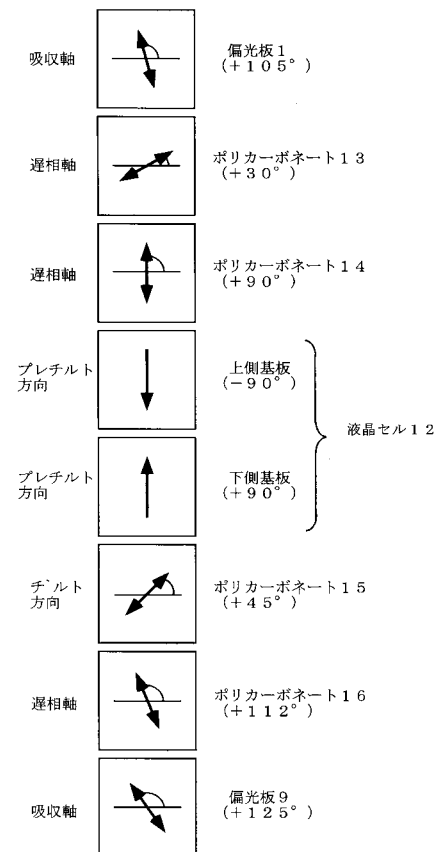 吸収軸
偏光板1
(+105°)
遅相軸
ポリカーボネート13
(+30°)
遅相軸
ポリカーボネート14
(+90°)
プレチルト
方向
上側基板
(-90°)
プレチルト
方向
下側基板
(+90°)
液晶セル12
チルト
方向
ポリカーボネート15
(+45°)
遅相軸
ポリカーボネート16
(+112°)
吸収軸
偏光板9
(+125°)